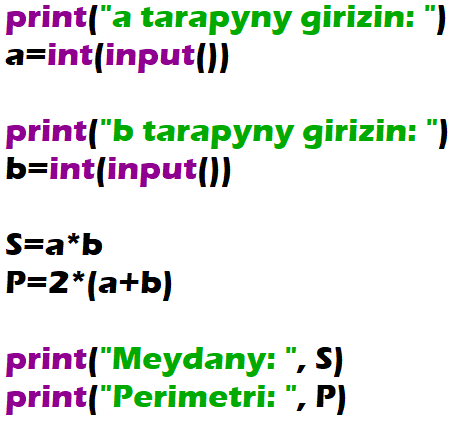 print("a tarapyny girizin: ")
a=int(input())
print("b tarapyny girizin: ")
b=int(input())
S=a*b
P=2*(a+b)
print("Meydany: ", S)
print("Perimetri: ", P)